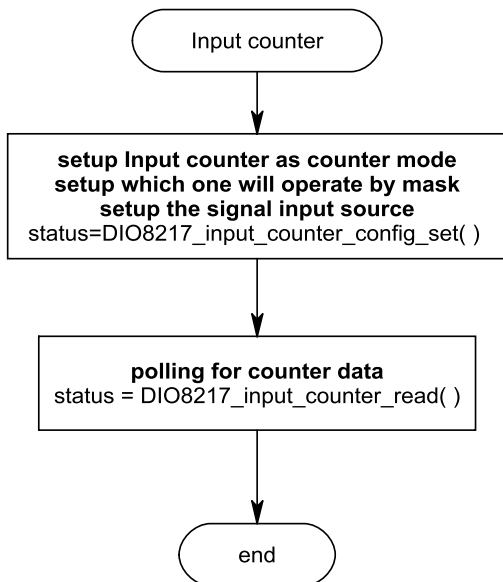 Input counter
setup Input counter as counter mode
setup which one will operate by mask
setup the signal input source
status=DIO8217_input_counter_config_set( )
polling for counter data
status = DIO8217_input_counter_read( )
end